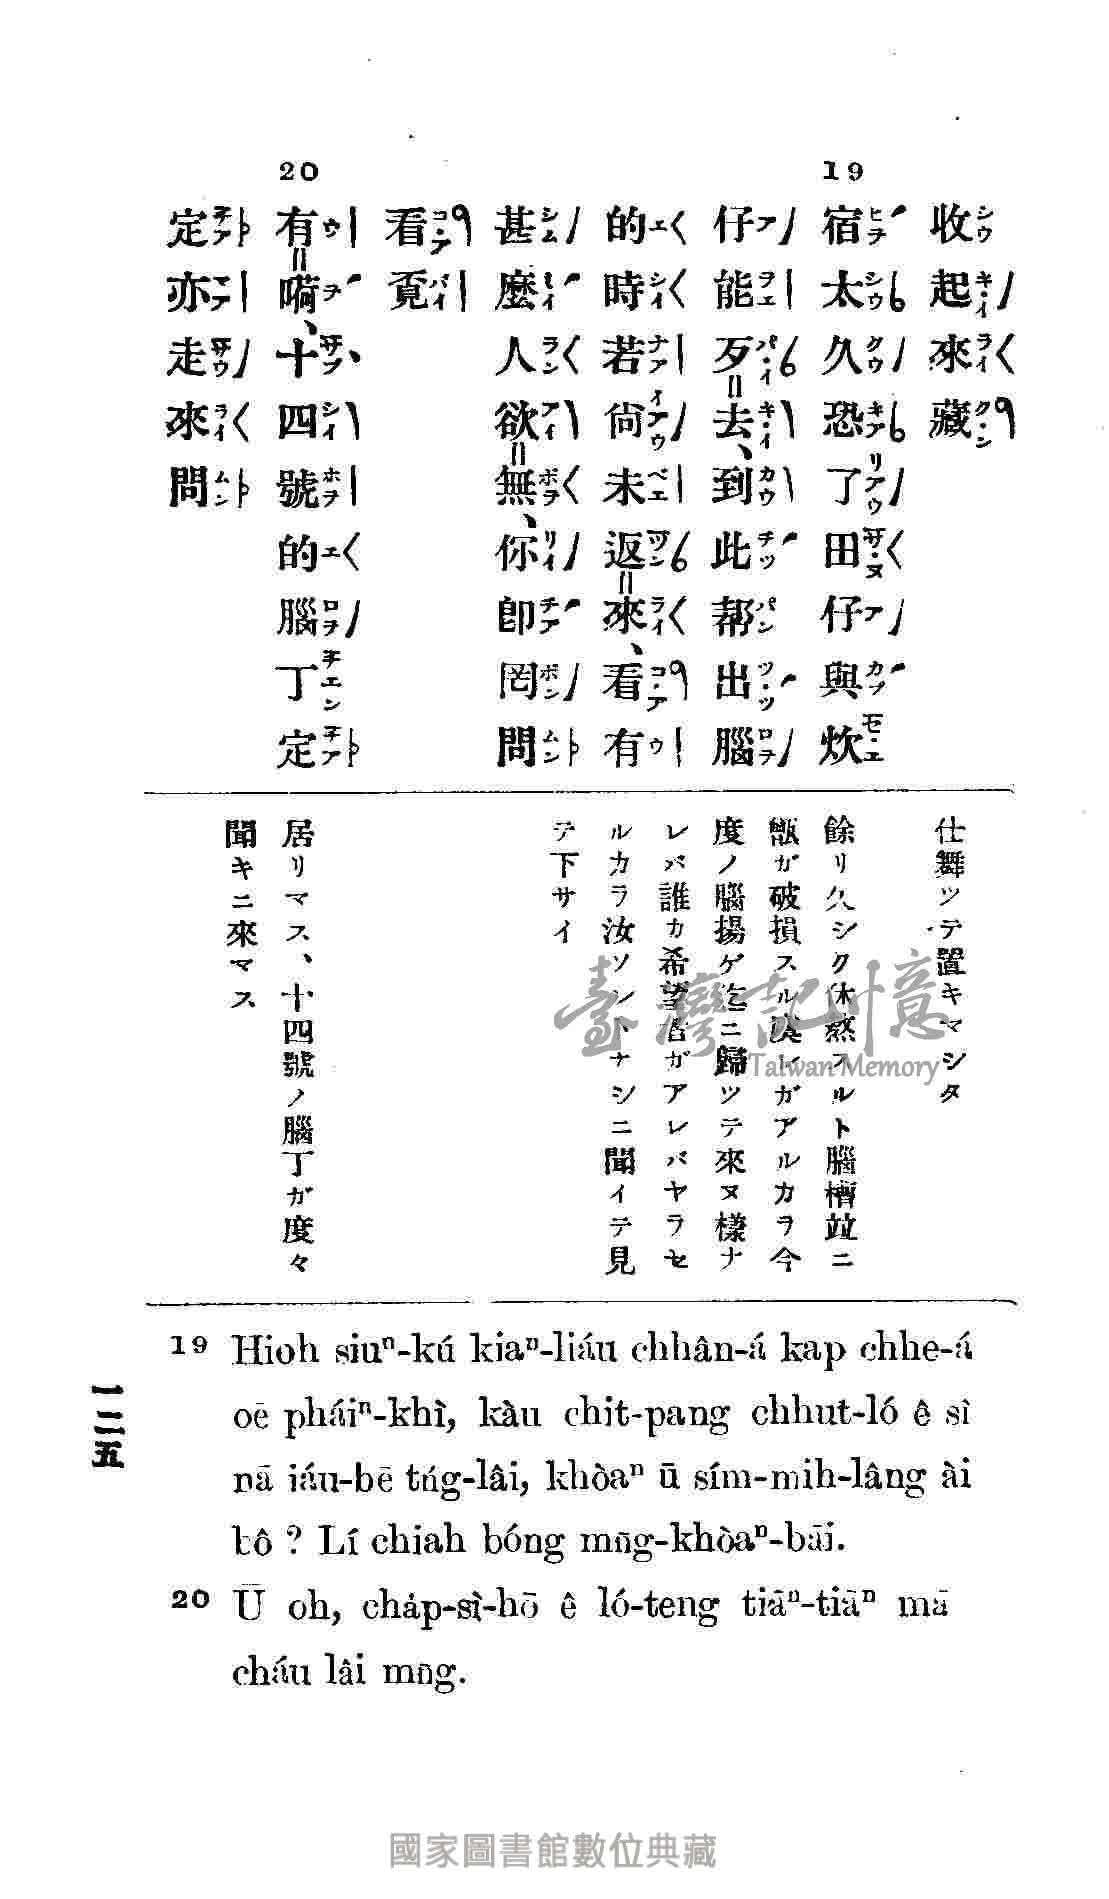 收起來藏
19
宿太久恐了田仔與炊
仔能歹去、到此幫出腦
的時若尙未返來、看有
甚麼人欲無、你卽罔問
看覔
20
有嗬、十四號的腦丁定
定亦走來問
仕舞ツテ置キマシタ
餘リ久シク休熬スルト腦槽竝ニ
甑ガ破損スル虞レガアルカラ今
度ノ腦揚ゲ迄ニ歸ツテ來ヌ樣ナ
レバ誰カ希望者ガアレバヤラセ
ルカラ汝ソントナシニ聞イテ見
テ下サイ
居リマス、十四號ノ腦丁ガ度々
聞キニ來マス
19 Hioh siuⁿ-kú kiaⁿ-liáu chhân-á kap chhe-á
oē pháiⁿ-khì, kàu chit-pang chhut-ló ê sî
nā iáu-bē tńg-lâi, khòaⁿ ū sím-mih-lâng ài
bô? Lí chiah bóng mn̄g-khòaⁿ-bāi.
20 Ū oh, cha̍p-sì-hō ê ló-teng tiāⁿ-tiāⁿ mā
cháu lâi mn̄g.
一二五
臺灣記憶
Taiwan Memory
國家圖書館數位典藏